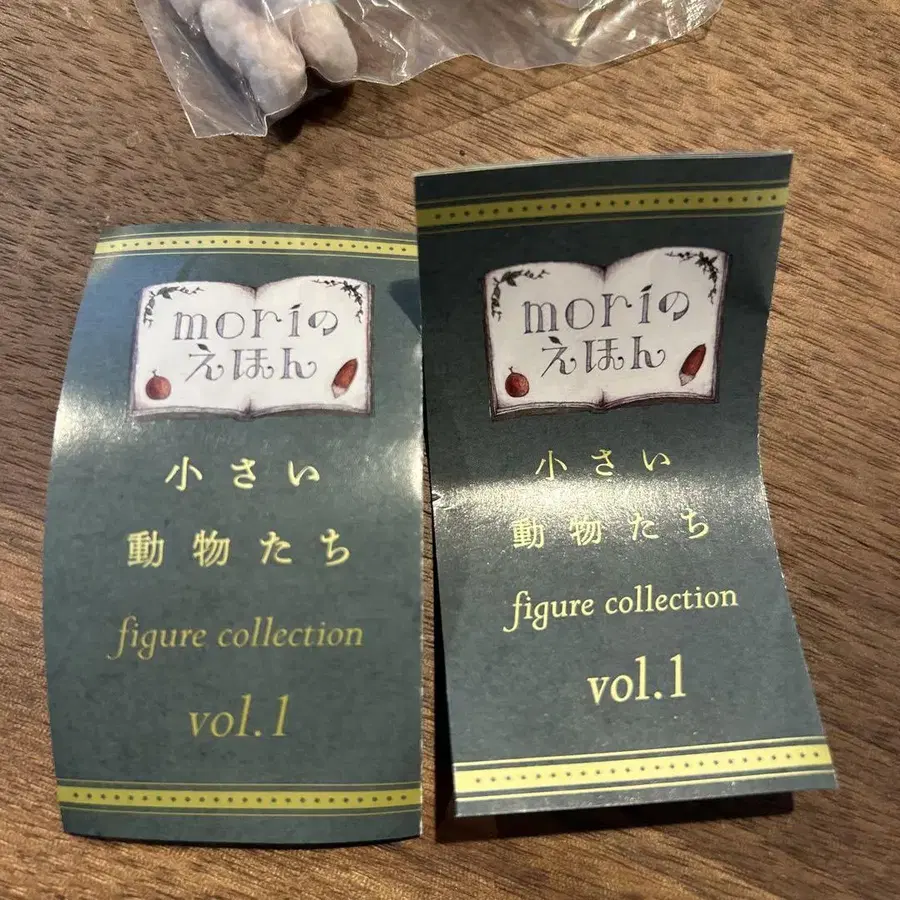 moriの
えほん
小さい
動物たち
figure collection
vol.1
moriの
えほん
小さい
動物たち
figure collection
vol.1